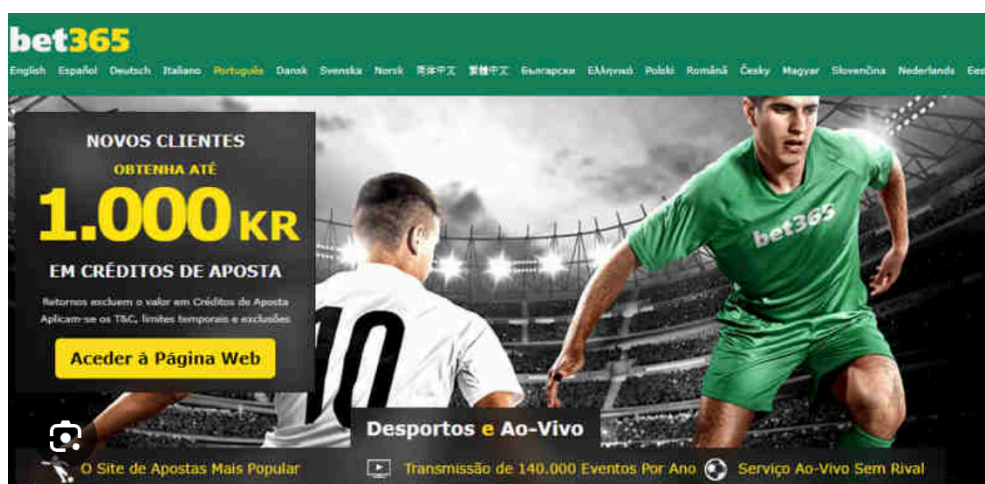 bet365
English Español Deutsch Italiano Português Dansk Svenska Norsk 简体中文 繁體中文 Български Ελληνικά Polski Română Česky Magyar Slovenčina Nederlands Ees
NOVOS CLIENTES
OBTENHA ATÉ
1.000 KR
EM CRÉDITOS DE APOSTA
Retornos excluem o valor em Créditos de Aposta
Aplicam-se os T&C, limites temporais e exclusões
Aceder à Página Web
bet365
10
Desportos e Ao-Vivo
O Site de Apostas Mais Popular
Transmissão de 140.000 Eventos Por Ano
Serviço Ao-Vivo Sem Rival